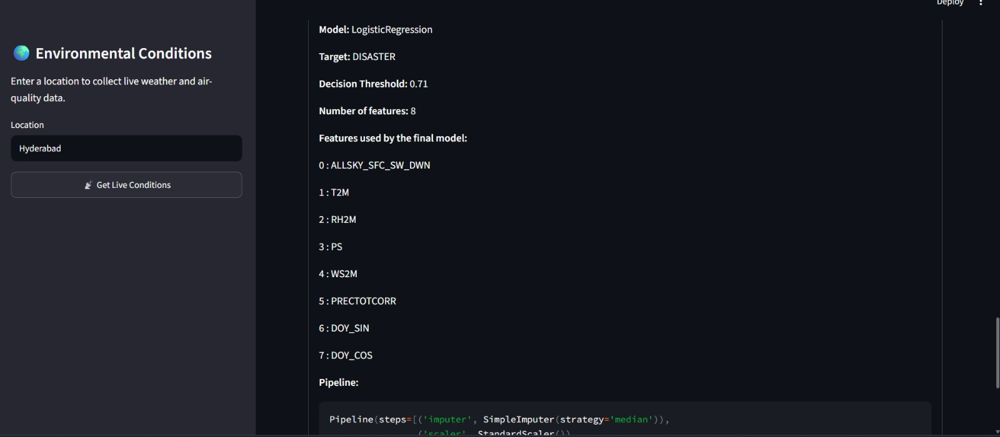 Deploy
Environmental Conditions
Enter a location to collect live weather and air-
quality data.
Location
Hyderabad
Get Live Conditions
Model: LogisticRegression
Target: DISASTER
Decision Threshold: 0.71
Number of features: 8
Features used by the final model:
0 : ALLSKY_SFC_SW_DWN
1 : T2M
2 : RH2M
3 : PS
4 : WS2M
5 : PRECTOTCORR
6 : DOY_SIN
7 : DOY_COS
Pipeline:
Pipeline(steps=[('imputer', SimpleImputer(strategy='median')),
('scaler', StandardScaler())